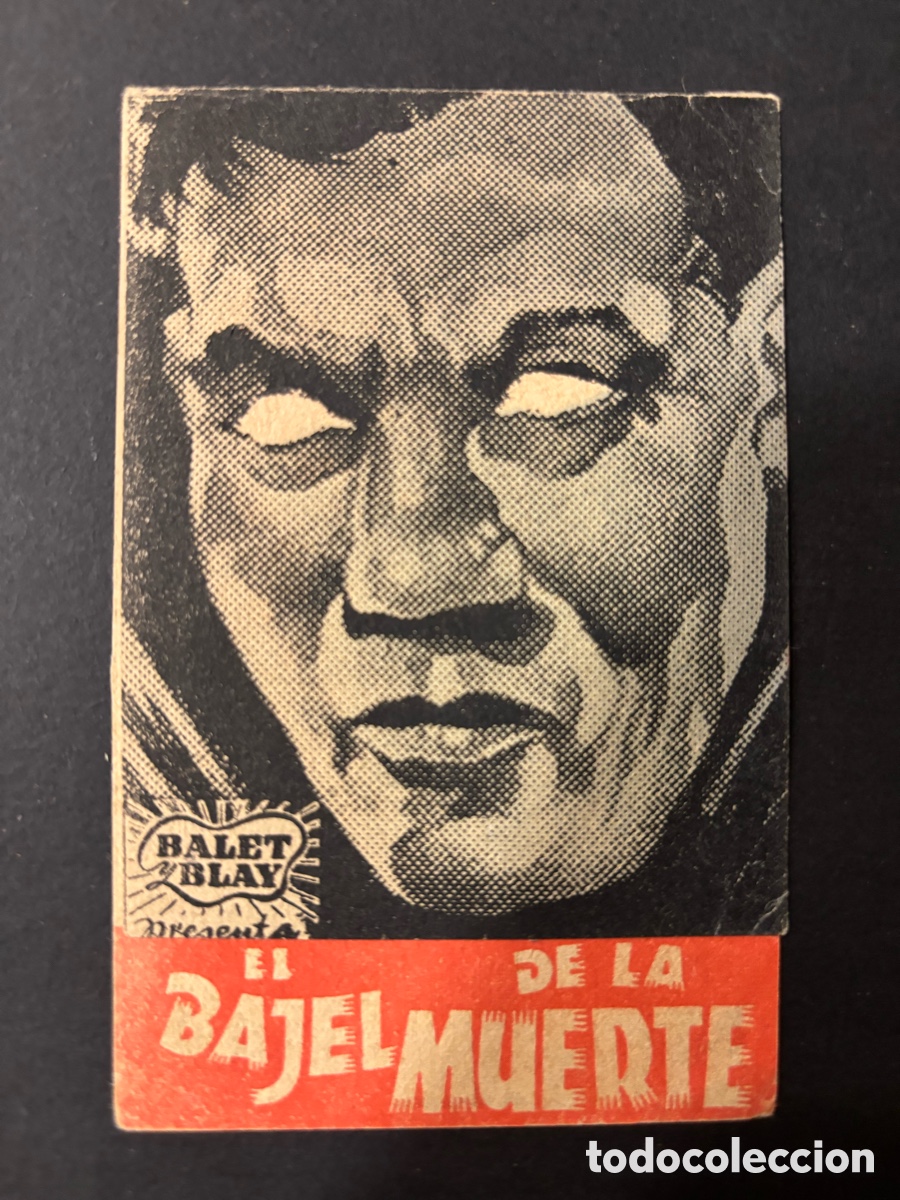 BALET
y BLAY
presenta
EL DE LA
BAJEL MUERTE
todocoleccion